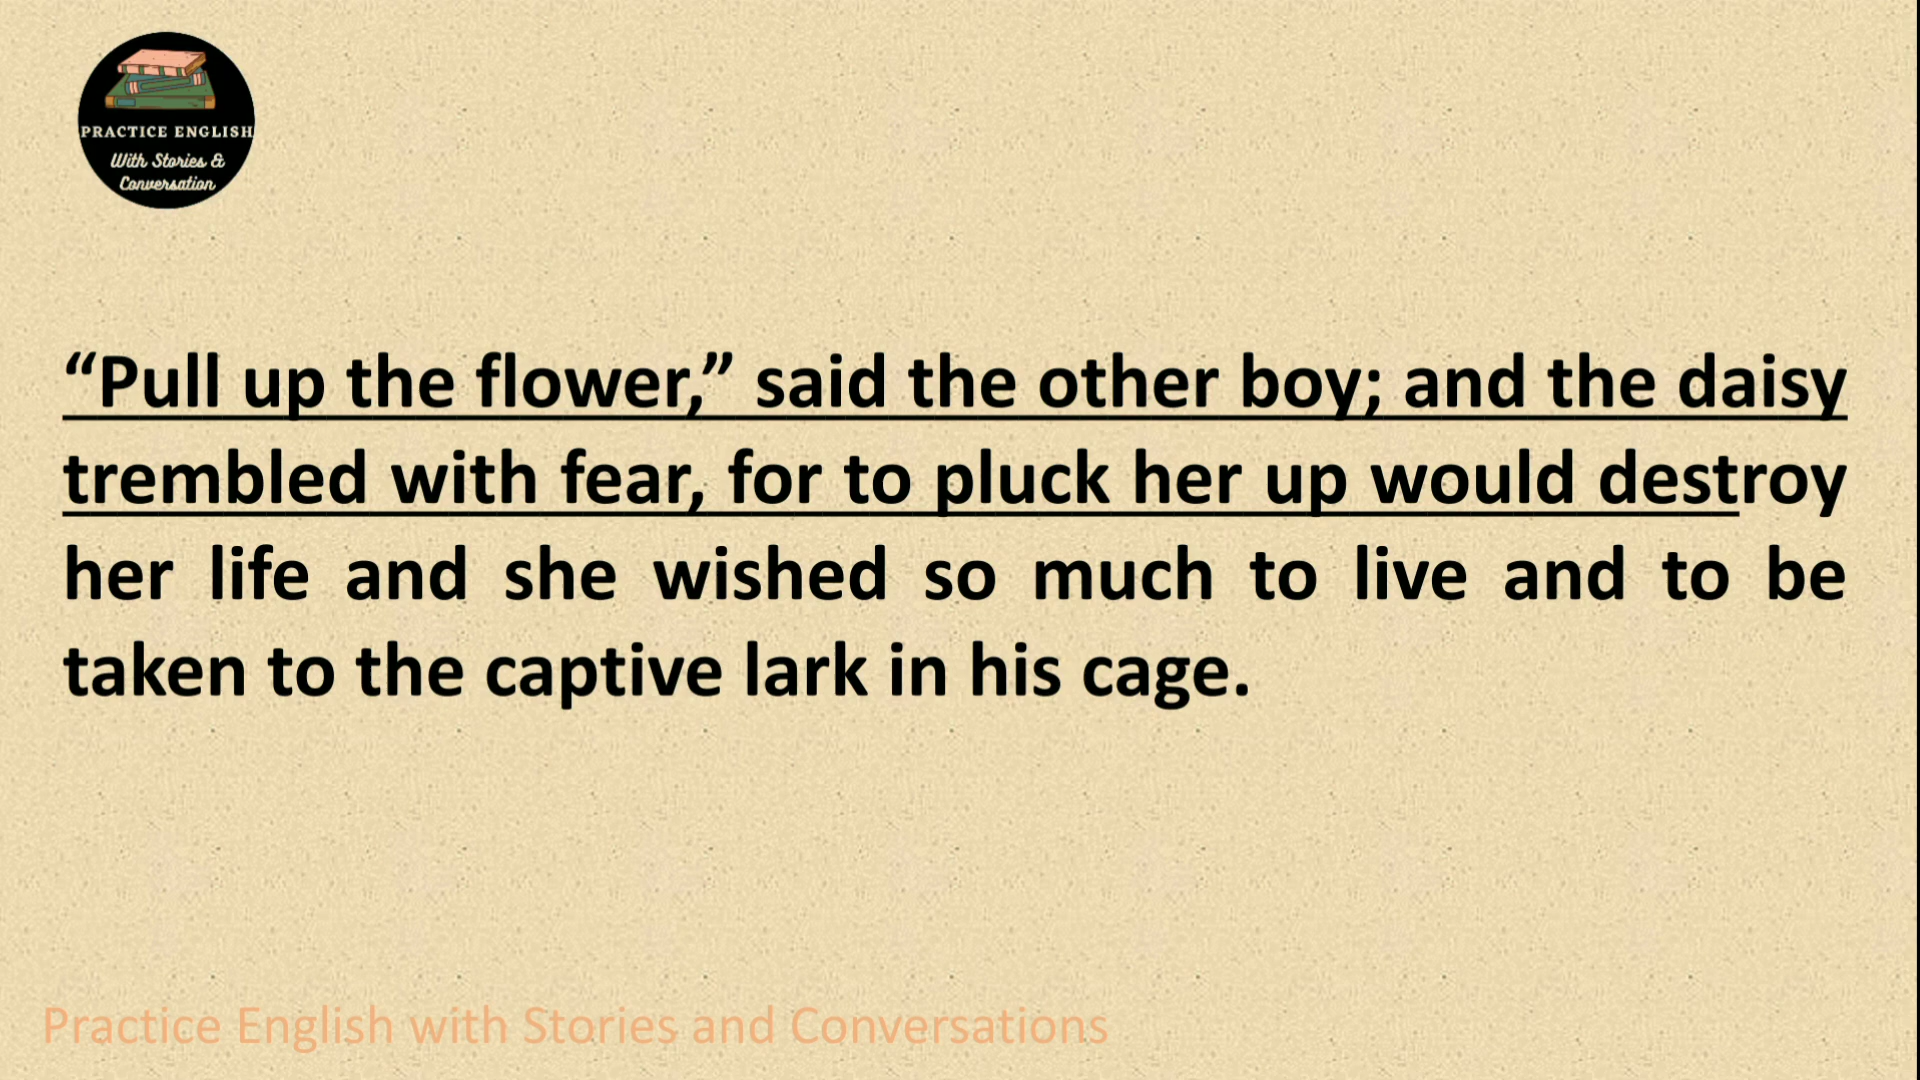 PRACTICE ENGLISH
With Stories &
Conversation
“Pull up the flower,” said the other boy; and the daisy
trembled with fear, for to pluck her up would destroy
her life and she wished so much to live and to be
taken to the captive lark in his cage.
Practice English with Stories and Conversations